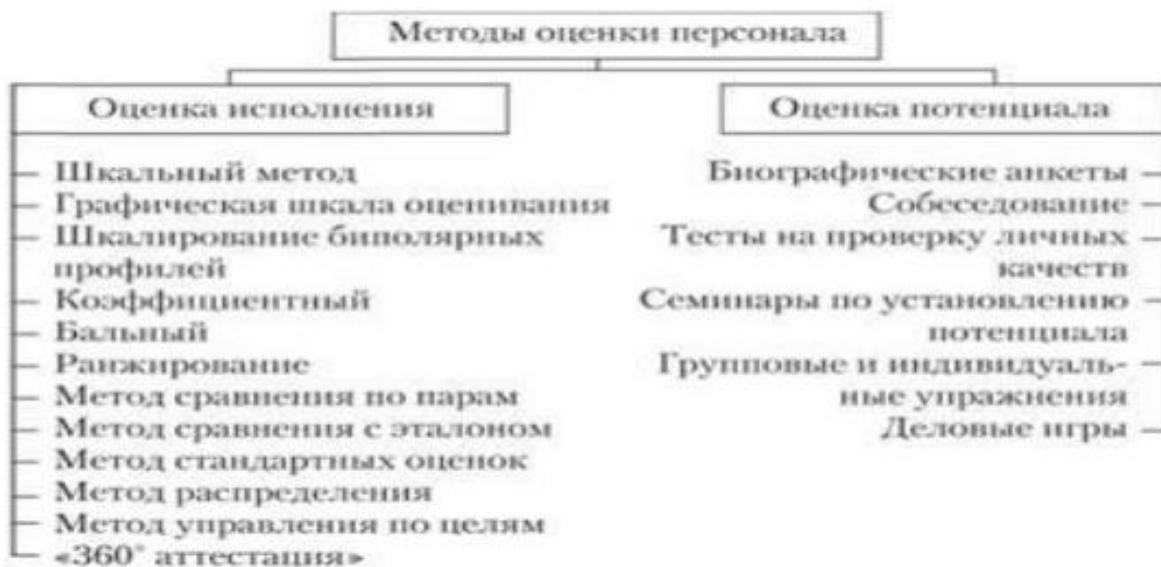 Методы оценки персонала
Оценка исполнения
Шкальный метод
Графическая шкала оценивания
Шкалирование биполярных
профилей
Коэффициентный
Бальный
Ранжирование
Метод сравнения по парам
Метод сравнения с эталоном
Метод стандартных оценок
Метод распределения
Метод управления по целям
«360° аттестация»
Оценка потенциала
Биографические анкеты
Собеседование
Тесты на проверку личных
качеств
Семинары по установлению
потенциала
Групповые и индивидуаль-
ные упражнения
Деловые игры